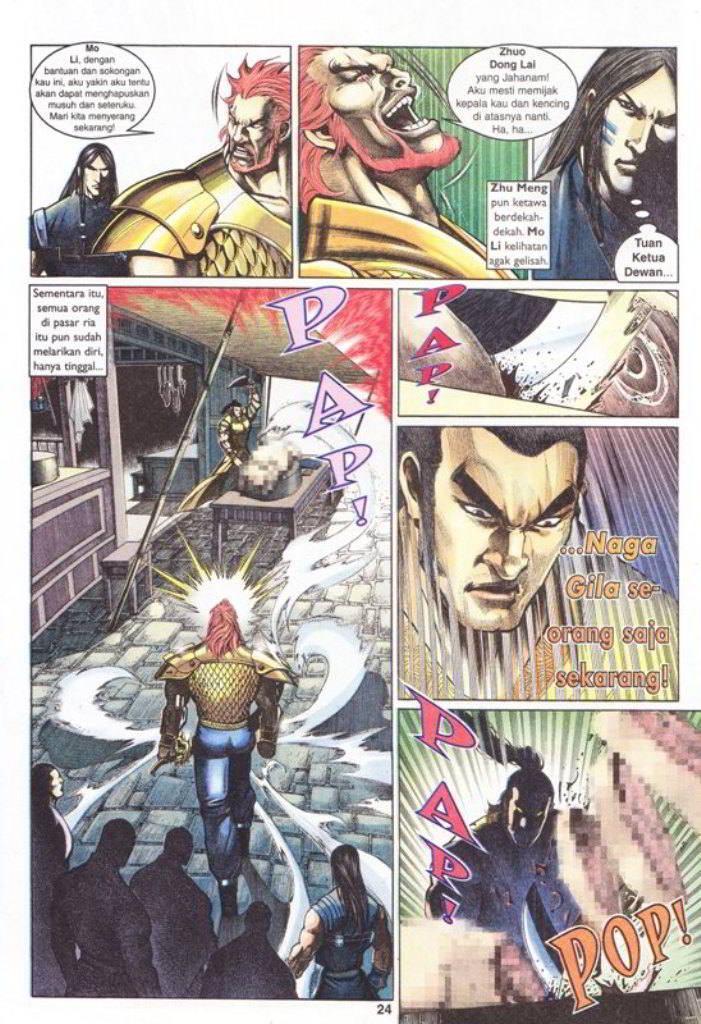 Mo
Li, dengan
bantuan dan sokongan
kau ini, aku yakin aku tentu
akan dapat menghapuskan
musuh dan seteruku.
Mari kita menyerang
sekarang!
Zhuo
Dong Lai
yang Jahanam!
Aku mesti memijak
kepala kau dan kencing
di atasnya nanti.
Ha, ha...
Zhu Meng
pun ketawa
berdekah-
dekah. Mo
Li kelihatan
agak gelisah.
Tuan
Ketua
Dewan...
Sementara itu,
semua orang
di pasar ria
itu pun sudah
melarikan diri,
hanya tinggal...
PAP!
PAP!
...Naga
Gila se-
orang saja
sekarang!
PAP!
POP!
24